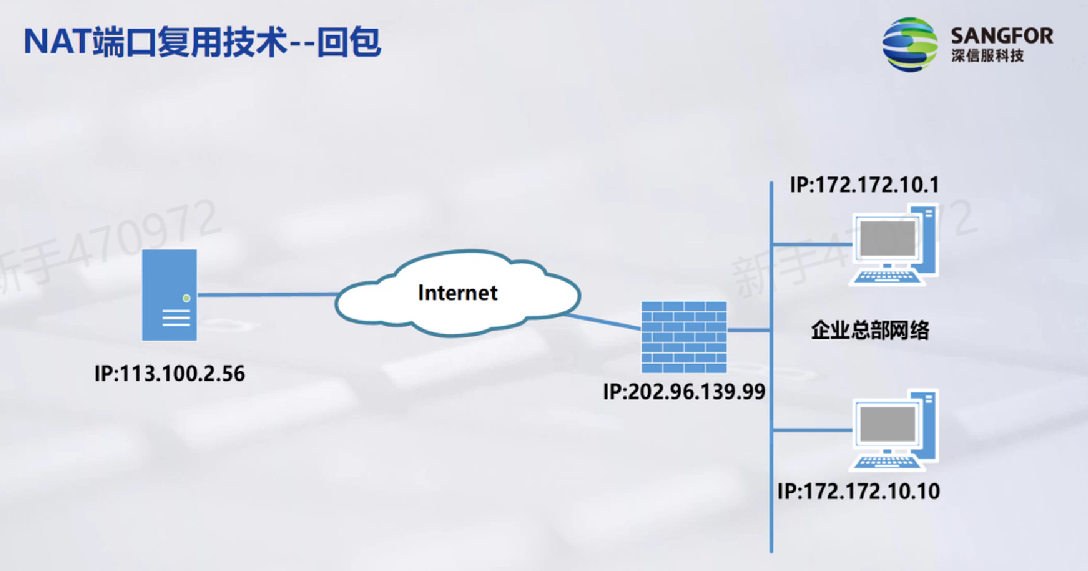 NAT端口复用技术--回包
SANGFOR
深信服科技
IP:172.172.10.1
新手470972
新手470972
Internet
企业总部网络
IP:113.100.2.56
IP:202.96.139.99
IP:172.172.10.10